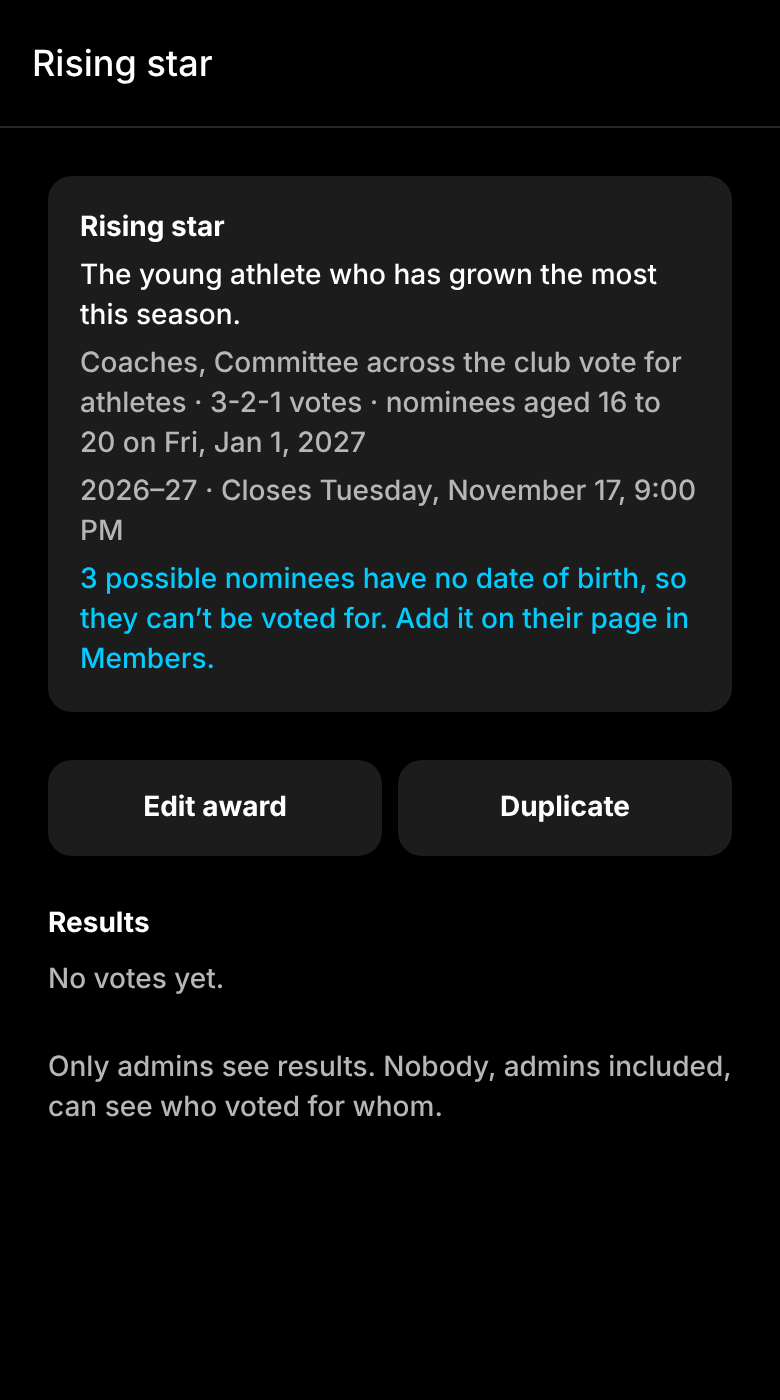 Rising star
Rising star
The young athlete who has grown the most
this season.
Coaches, Committee across the club vote for
athletes · 3-2-1 votes · nominees aged 16 to
20 on Fri, Jan 1, 2027
2026–27 · Closes Tuesday, November 17, 9:00
PM
3 possible nominees have no date of birth, so
they can’t be voted for. Add it on their page in
Members.
Edit award
Duplicate
Results
No votes yet.
Only admins see results. Nobody, admins included,
can see who voted for whom.